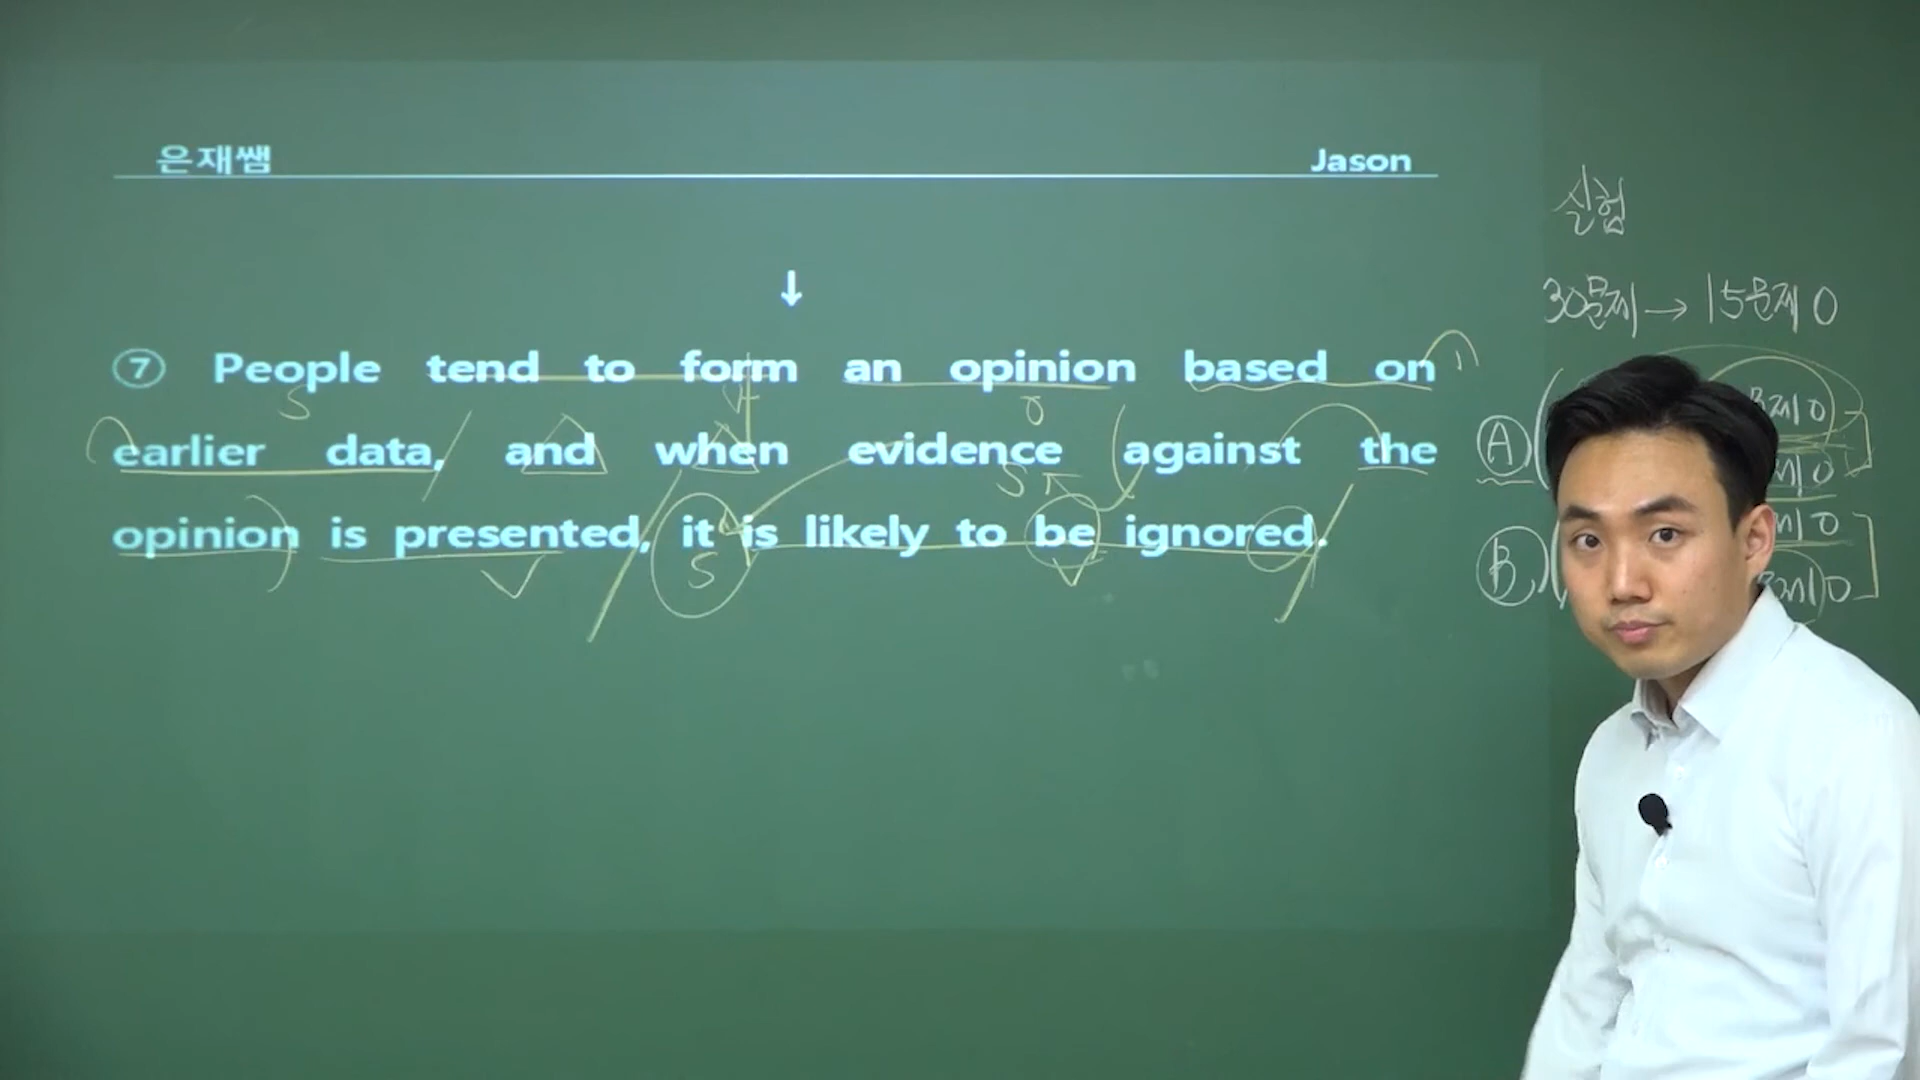 은재쌤 Jason
↓
⑦ People tend to form an opinion based on
S V O
earlier data, and when evidence against the
S
opinion is presented, it is likely to be ignored.
V S V
실험
30문제 → 15문제 0
Ⓐ
Ⓑ